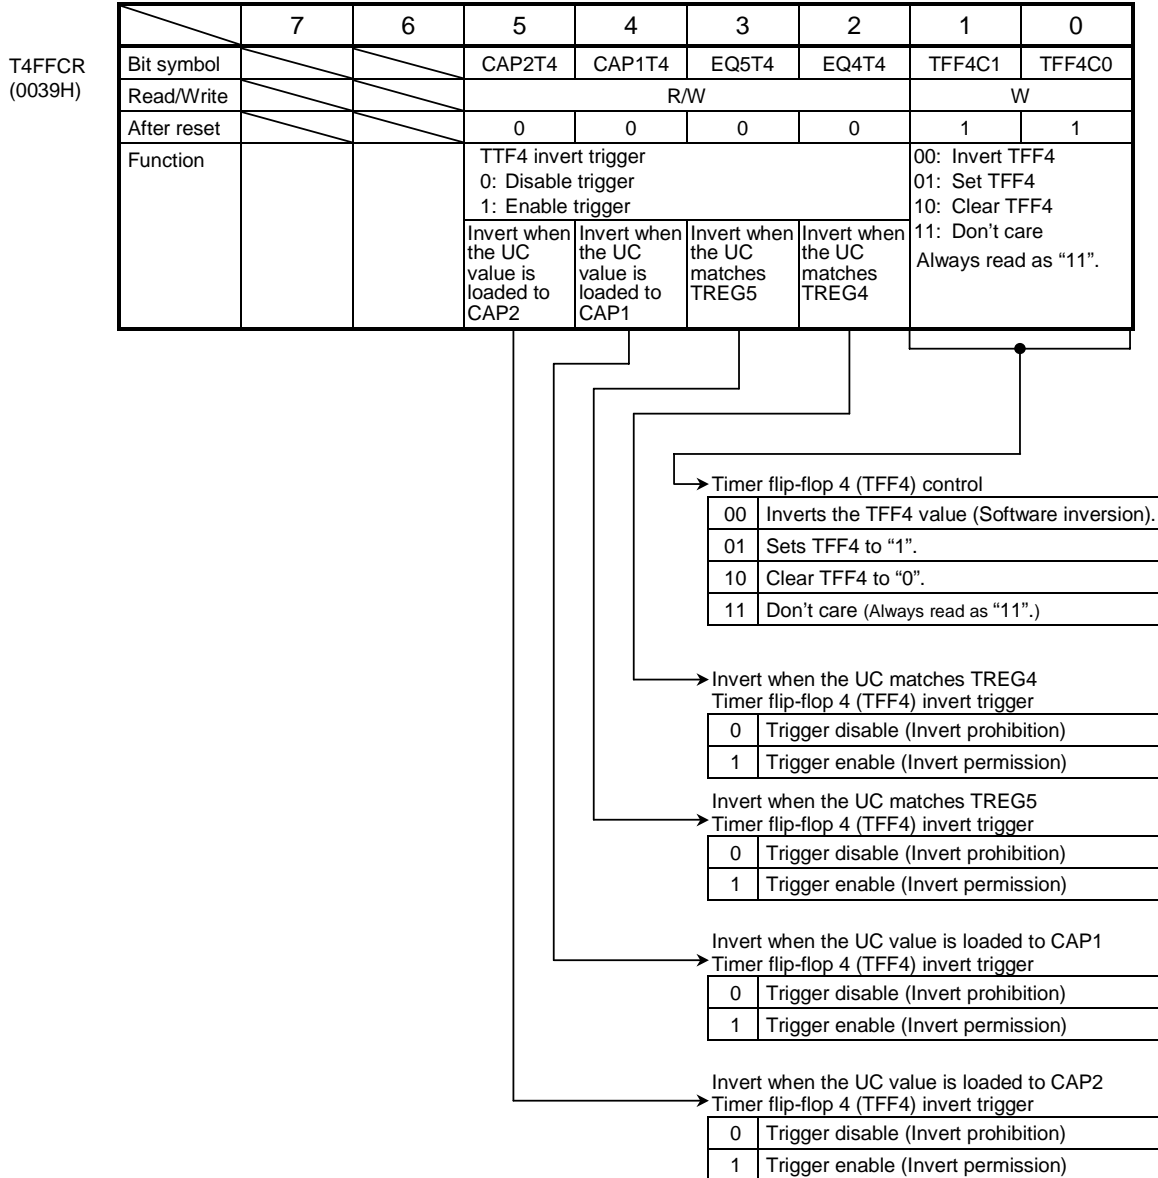 7 6 5 4 3 2 1 0
T4FFCR
(0039H)
Bit symbol CAP2T4 CAP1T4 EQ5T4 EQ4T4 TFF4C1 TFF4C0
Read/Write R/W W
After reset 0 0 0 0 1 1
Function
TTF4 invert trigger
0: Disable trigger
1: Enable trigger
Invert when the UC value is loaded to CAP2
Invert when the UC value is loaded to CAP1
Invert when the UC matches TREG5
Invert when the UC matches TREG4
00: Invert TFF4
01: Set TFF4
10: Clear TFF4
11: Don't care
Always read as “11”.
Timer flip-flop 4 (TFF4) control
00 Inverts the TFF4 value (Software inversion).
01 Sets TFF4 to “1”.
10 Clear TFF4 to “0”.
11 Don't care (Always read as “11”.)
Invert when the UC matches TREG4
Timer flip-flop 4 (TFF4) invert trigger
0 Trigger disable (Invert prohibition)
1 Trigger enable (Invert permission)
Invert when the UC matches TREG5
Timer flip-flop 4 (TFF4) invert trigger
0 Trigger disable (Invert prohibition)
1 Trigger enable (Invert permission)
Invert when the UC value is loaded to CAP1
Timer flip-flop 4 (TFF4) invert trigger
0 Trigger disable (Invert prohibition)
1 Trigger enable (Invert permission)
Invert when the UC value is loaded to CAP2
Timer flip-flop 4 (TFF4) invert trigger
0 Trigger disable (Invert prohibition)
1 Trigger enable (Invert permission)